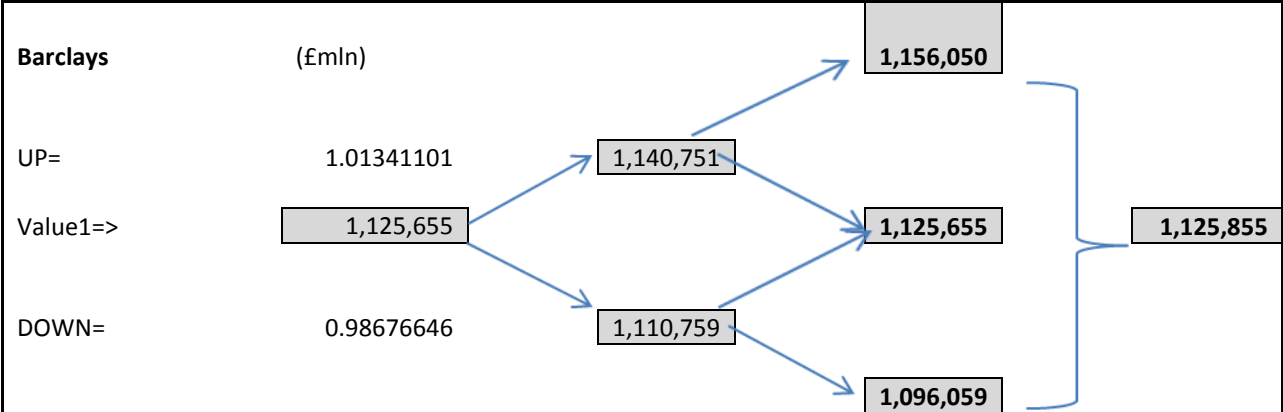 Barclays (£mln) 1,156,050
UP= 1.01341101 1,140,751
Value1=> 1,125,655 1,125,655 1,125,855
DOWN= 0.98676646 1,110,759
1,096,059